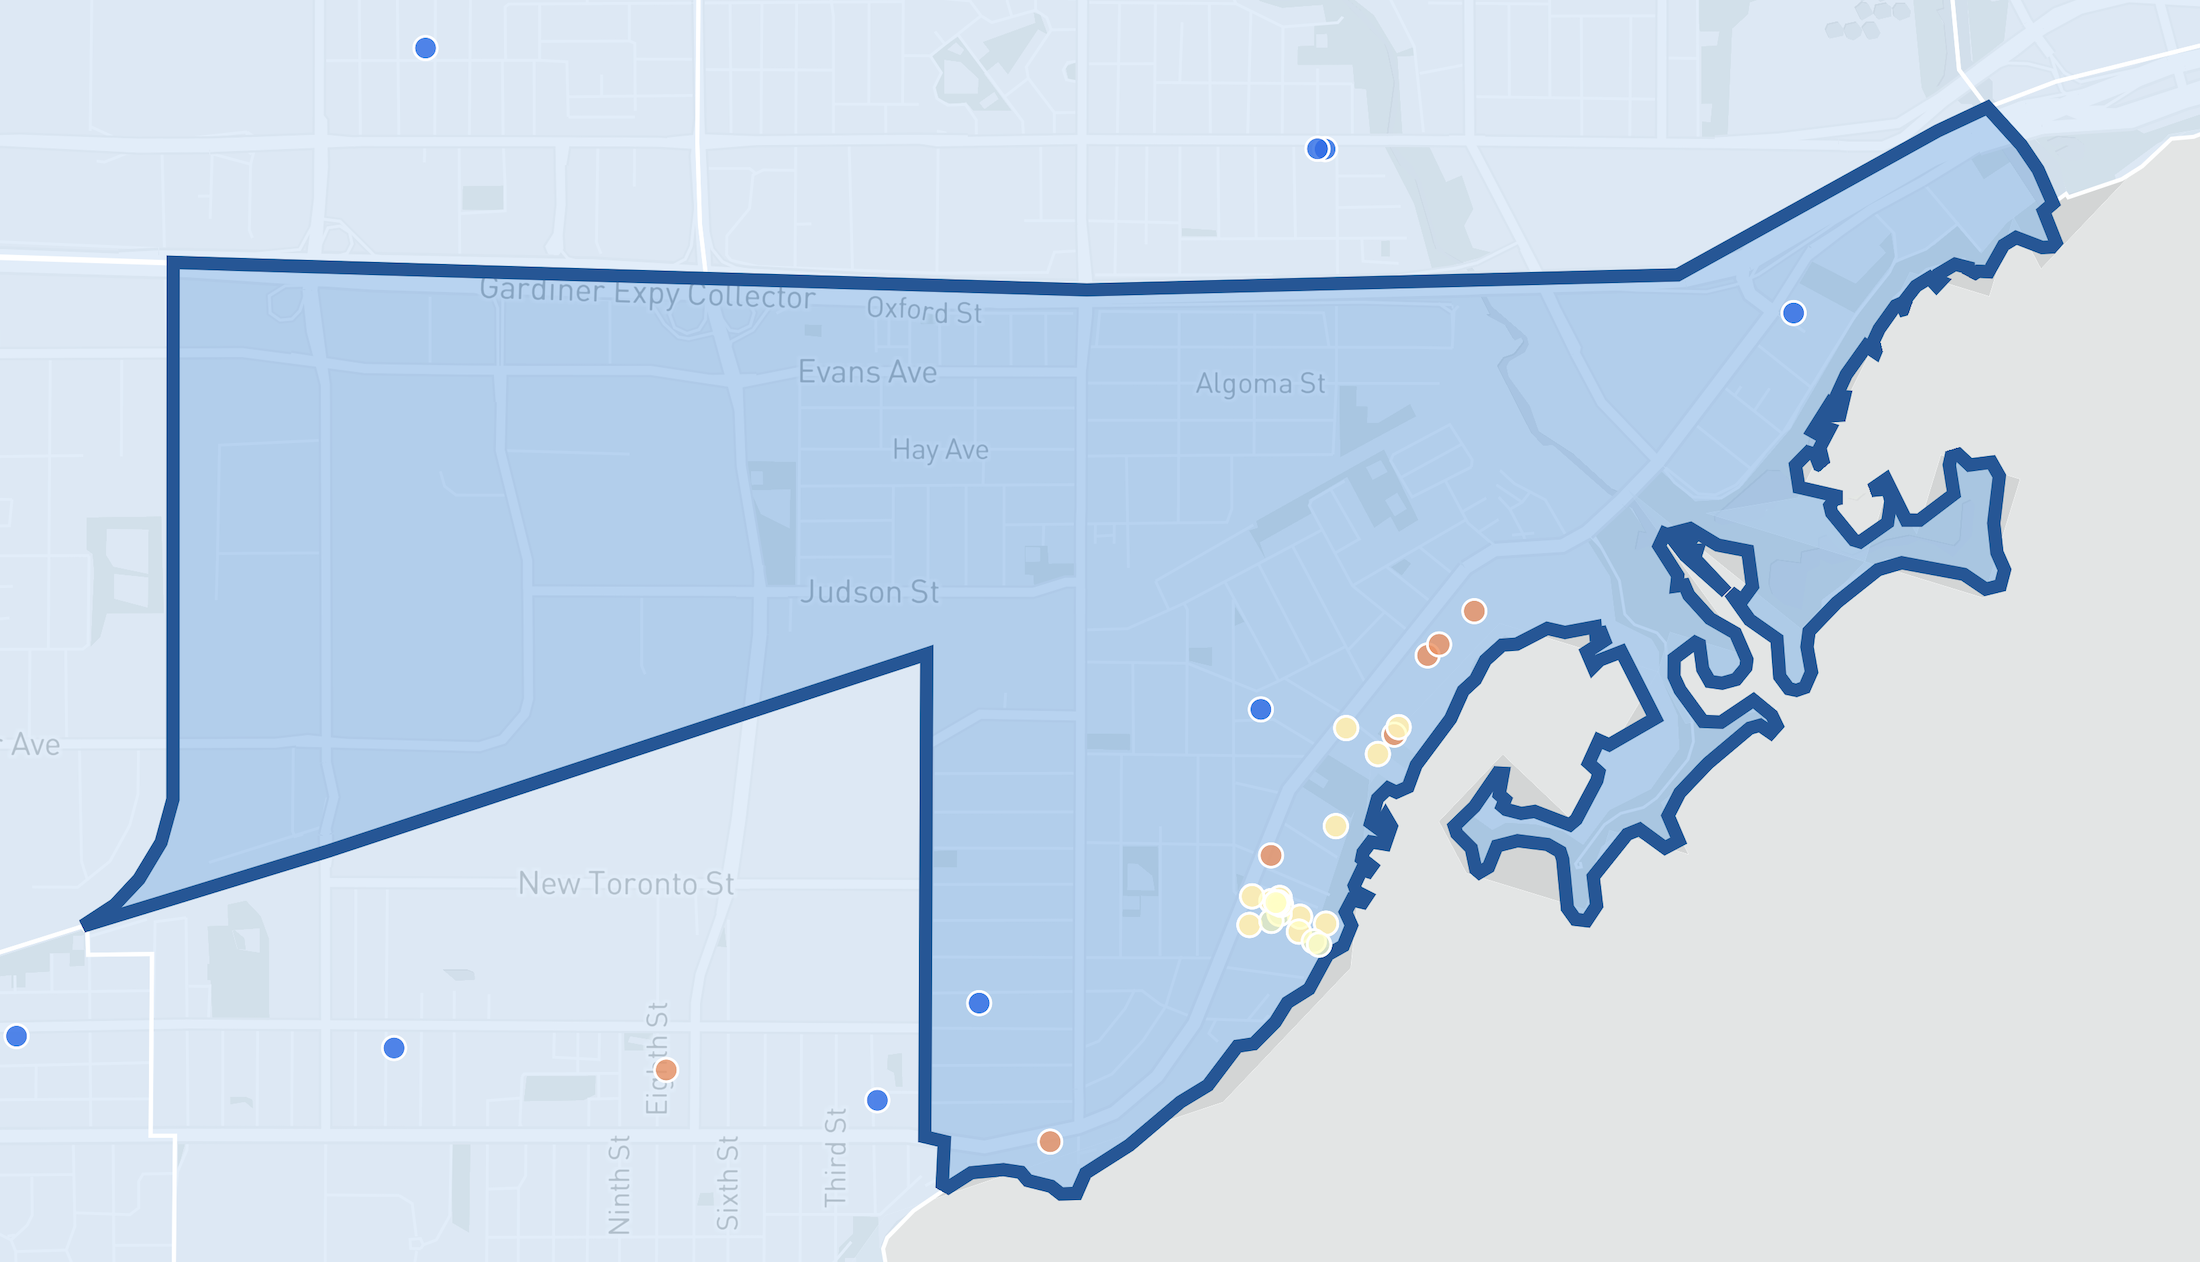 Gardiner Expy Collector
Oxford St
Evans Ave
Algoma St
Hay Ave
Judson St
Ave
New Toronto St
Eighth St
Ninth St
Sixth St
Third St